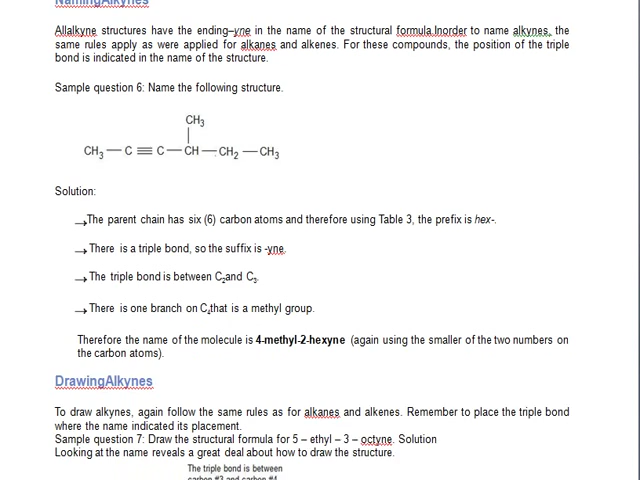 NamingAlkynes
Allalkyne structures have the ending–yne in the name of the structural formula.Inorder to name alkynes, the
same rules apply as were applied for alkanes and alkenes. For these compounds, the position of the triple
bond is indicated in the name of the structure.
Sample question 6: Name the following structure.
CH₃
CH₃ — C ≡ C — CH — CH₂ — CH₃
Solution:
→The parent chain has six (6) carbon atoms and therefore using Table 3, the prefix is hex-.
→ There is a triple bond, so the suffix is -yne.
→ The triple bond is between C₂and C₃.
→ There is one branch on C₄that is a methyl group.
Therefore the name of the molecule is 4-methyl-2-hexyne (again using the smaller of the two numbers on
the carbon atoms).
DrawingAlkynes
To draw alkynes, again follow the same rules as for alkanes and alkenes. Remember to place the triple bond
where the name indicated its placement.
Sample question 7: Draw the structural formula for 5 – ethyl – 3 – octyne. Solution
Looking at the name reveals a great deal about how to draw the structure.
The triple bond is between
carbon #3 and carbon #4